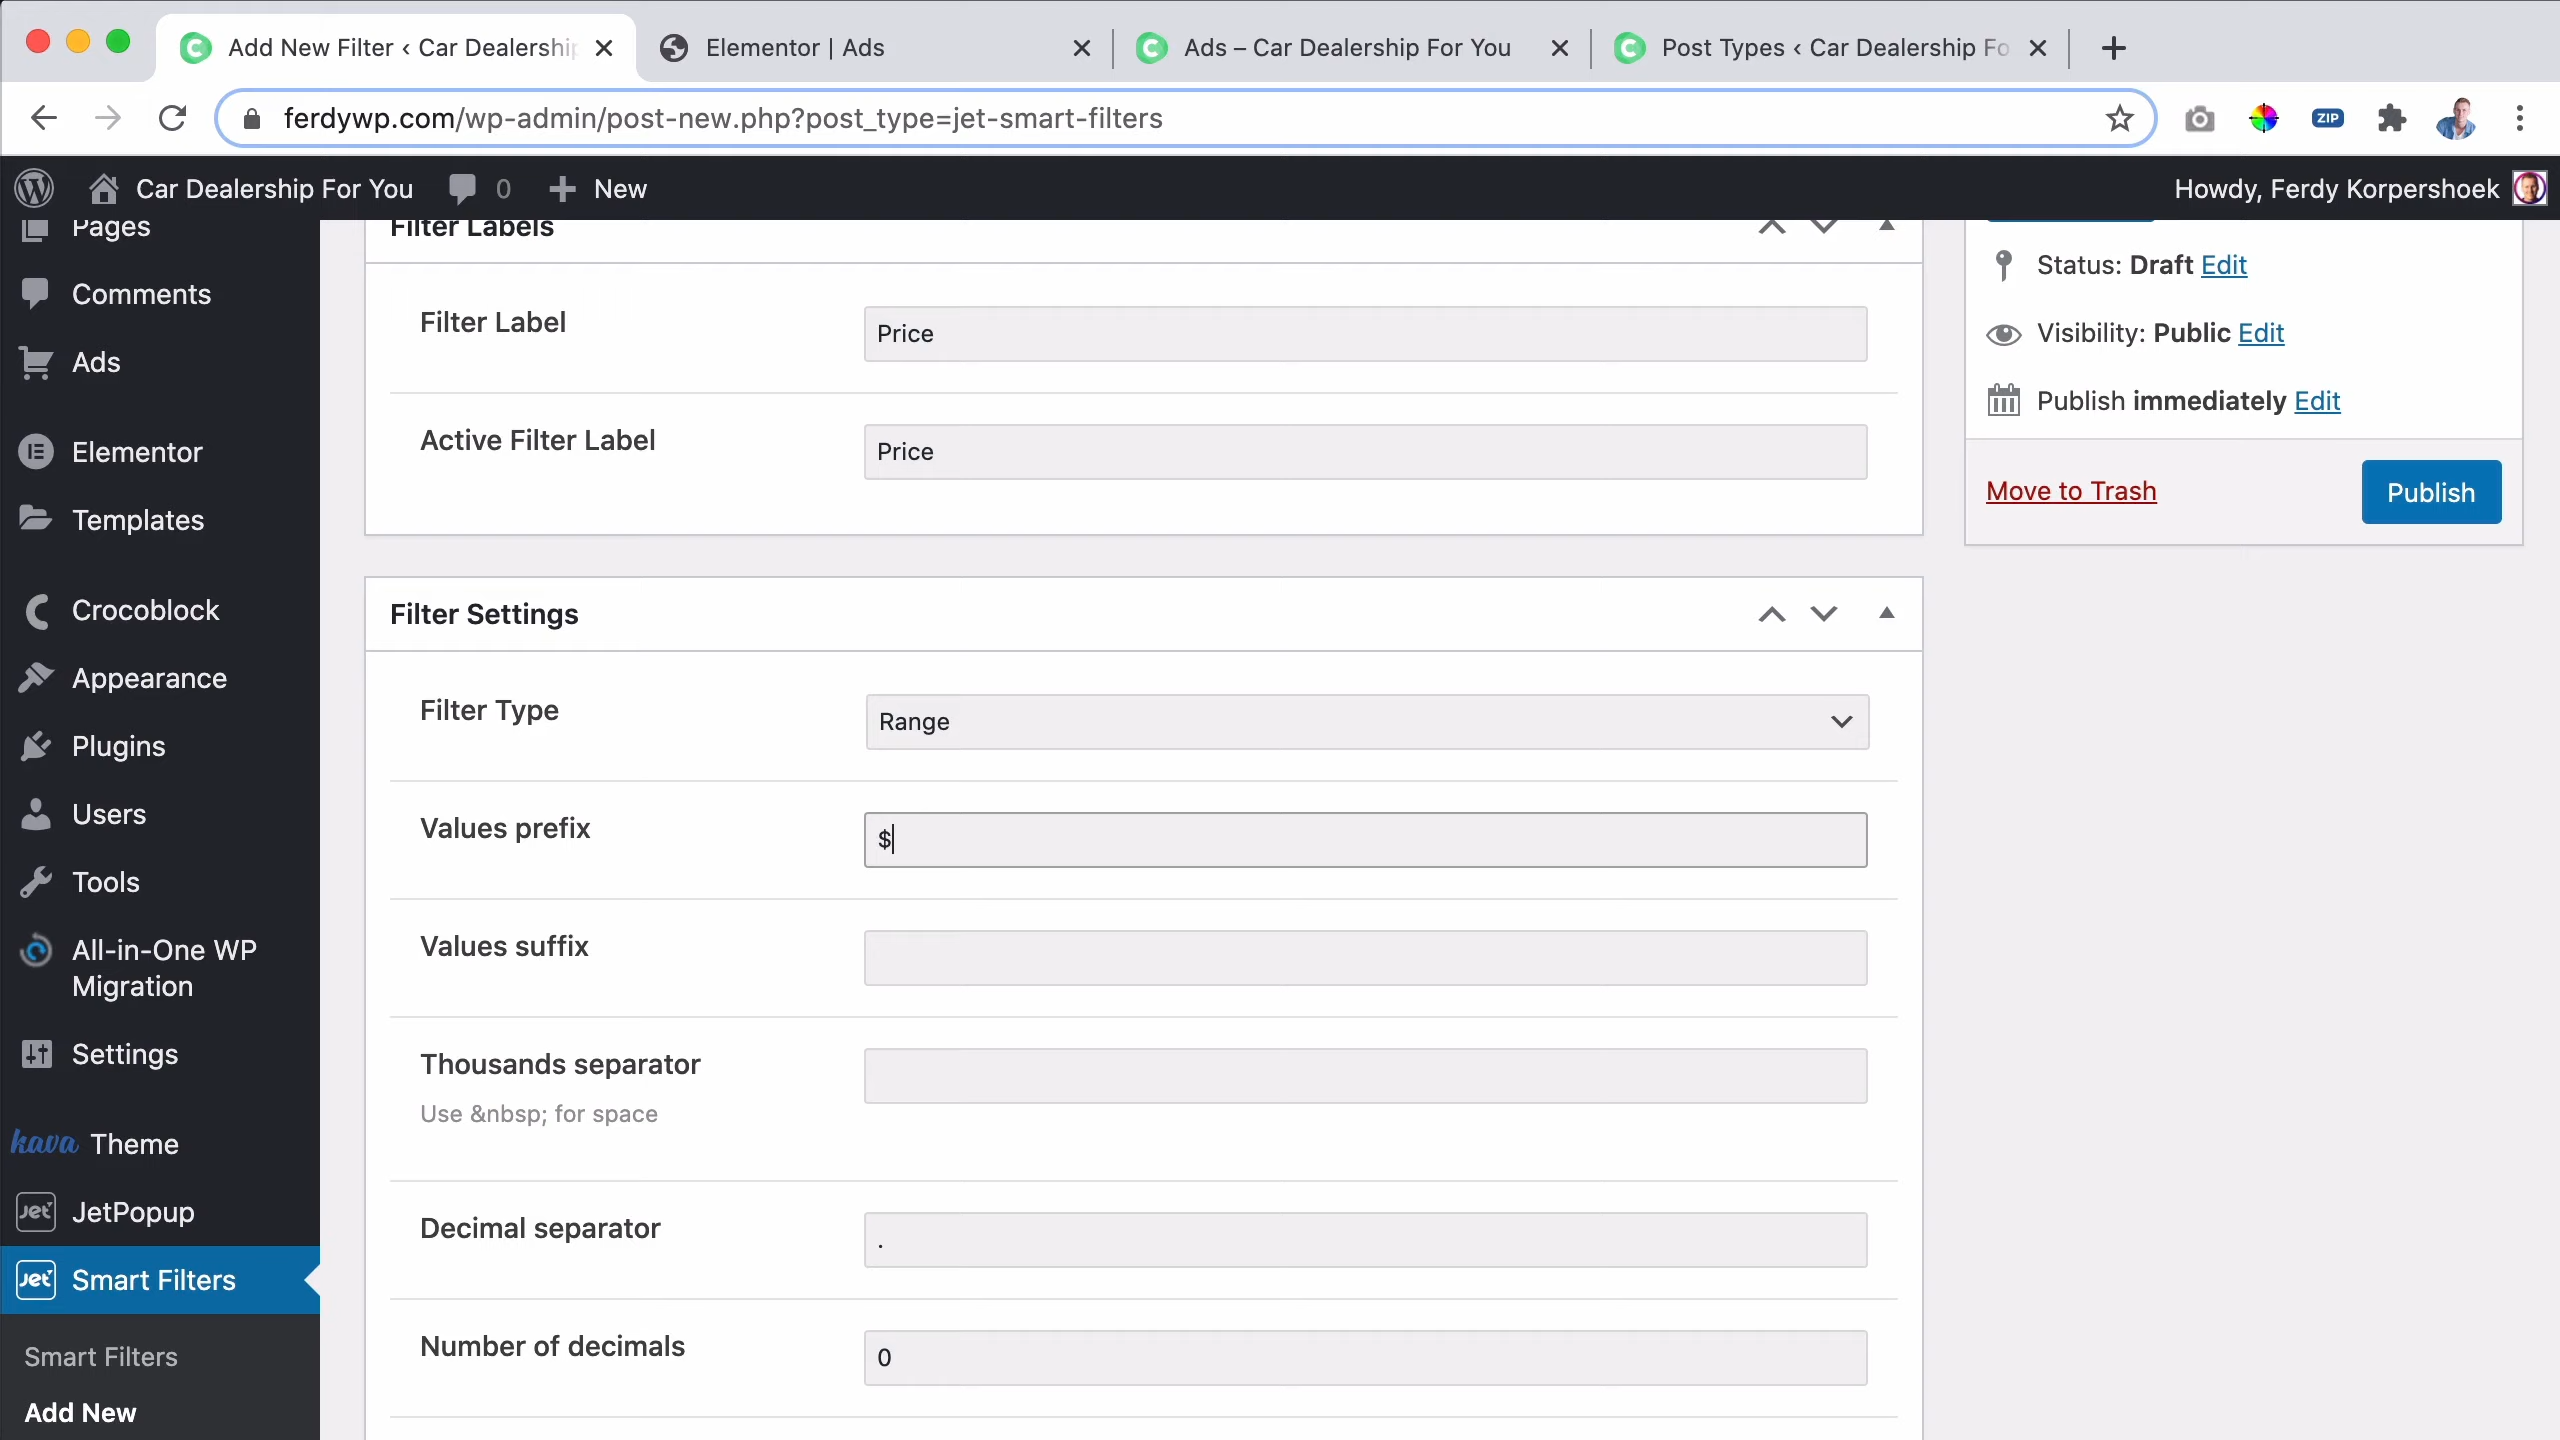 Add New Filter ‹ Car Dealership
Elementor | Ads
Ads – Car Dealership For You
Post Types ‹ Car Dealership Fo
ferdywp.com/wp-admin/post-new.php?post_type=jet-smart-filters
ZIP
Car Dealership For You
0
New
Howdy, Ferdy Korpershoek
Pages
Comments
Ads
Elementor
Templates
Crocoblock
Appearance
Plugins
Users
Tools
All-in-One WP
Migration
Settings
kava Theme
Jet JetPopup
Jet Smart Filters
Smart Filters
Add New
Filter Labels
Filter Label
Price
Active Filter Label
Price
Filter Settings
Filter Type
Range
Values prefix
$
Values suffix
Thousands separator
Use &nbsp; for space
Decimal separator
.
Number of decimals
0
Status: Draft Edit
Visibility: Public Edit
Publish immediately Edit
Move to Trash
Publish